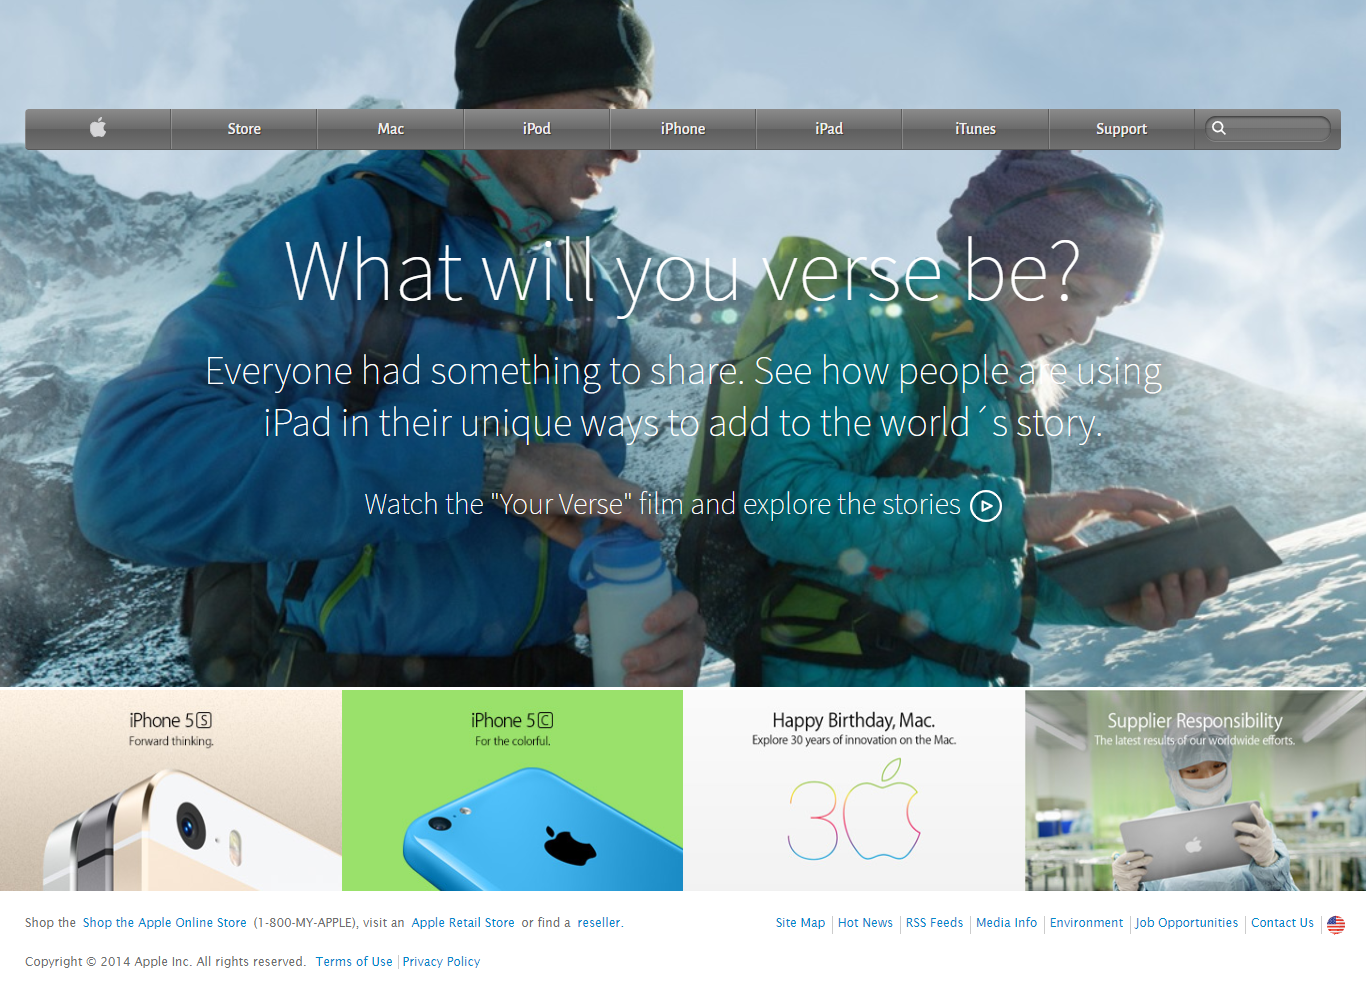 Store Mac iPod iPhone iPad iTunes Support
What will you verse be?
Everyone had something to share. See how people are using
iPad in their unique ways to add to the world´s story.
Watch the "Your Verse" film and explore the stories
iPhone 5S
Forward thinking.
iPhone 5C
For the colorful.
Happy Birthday, Mac.
Explore 30 years of innovation on the Mac.
30
Supplier Responsibility
The latest results of our worldwide efforts.
Shop the Shop the Apple Online Store (1-800-MY-APPLE), visit an Apple Retail Store or find a reseller.
Site Map | Hot News | RSS Feeds | Media Info | Environment | Job Opportunities | Contact Us |
Copyright © 2014 Apple Inc. All rights reserved. Terms of Use | Privacy Policy